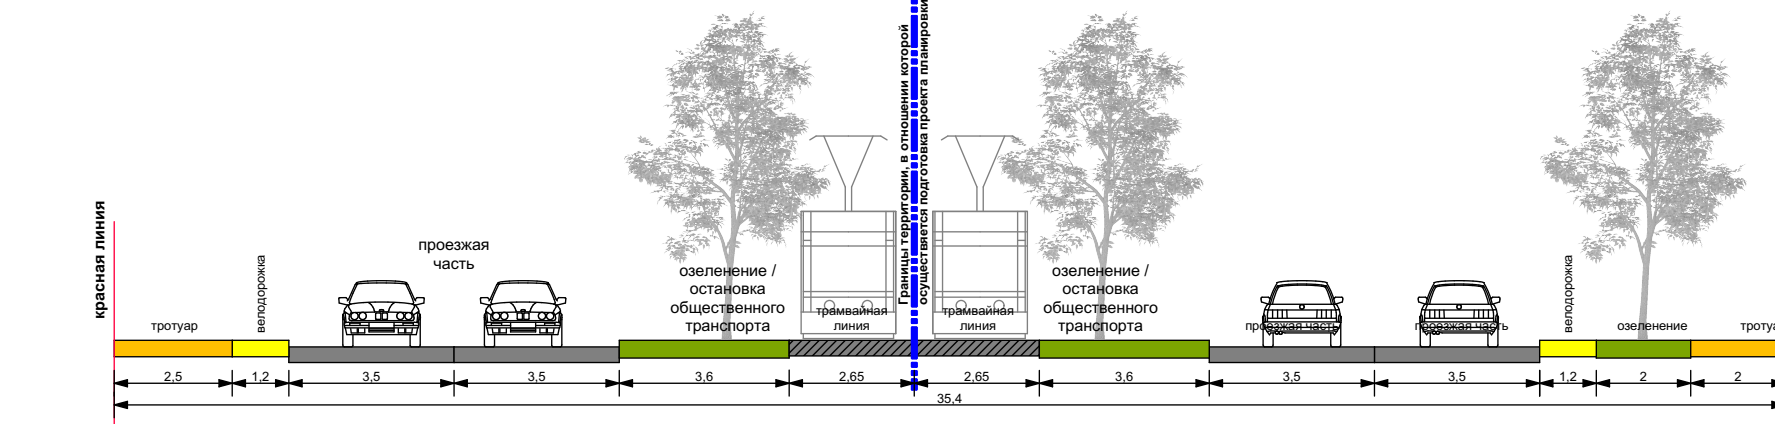 красная линия
тротуар
велодорожка
проезжая
часть
озеленение /
остановка
общественного
транспорта
трамвайная
линия
Границы территории, в отношении которой
осуществляется подготовка проекта планировки
трамвайная
линия
озеленение /
остановка
общественного
транспорта
проезжая часть
проезжая часть
велодорожка
озеленение
2,5 1,2 3,5 3,5 3,6 2,65 2,65 3,6 3,5 3,5 1,2 2 2
35,4